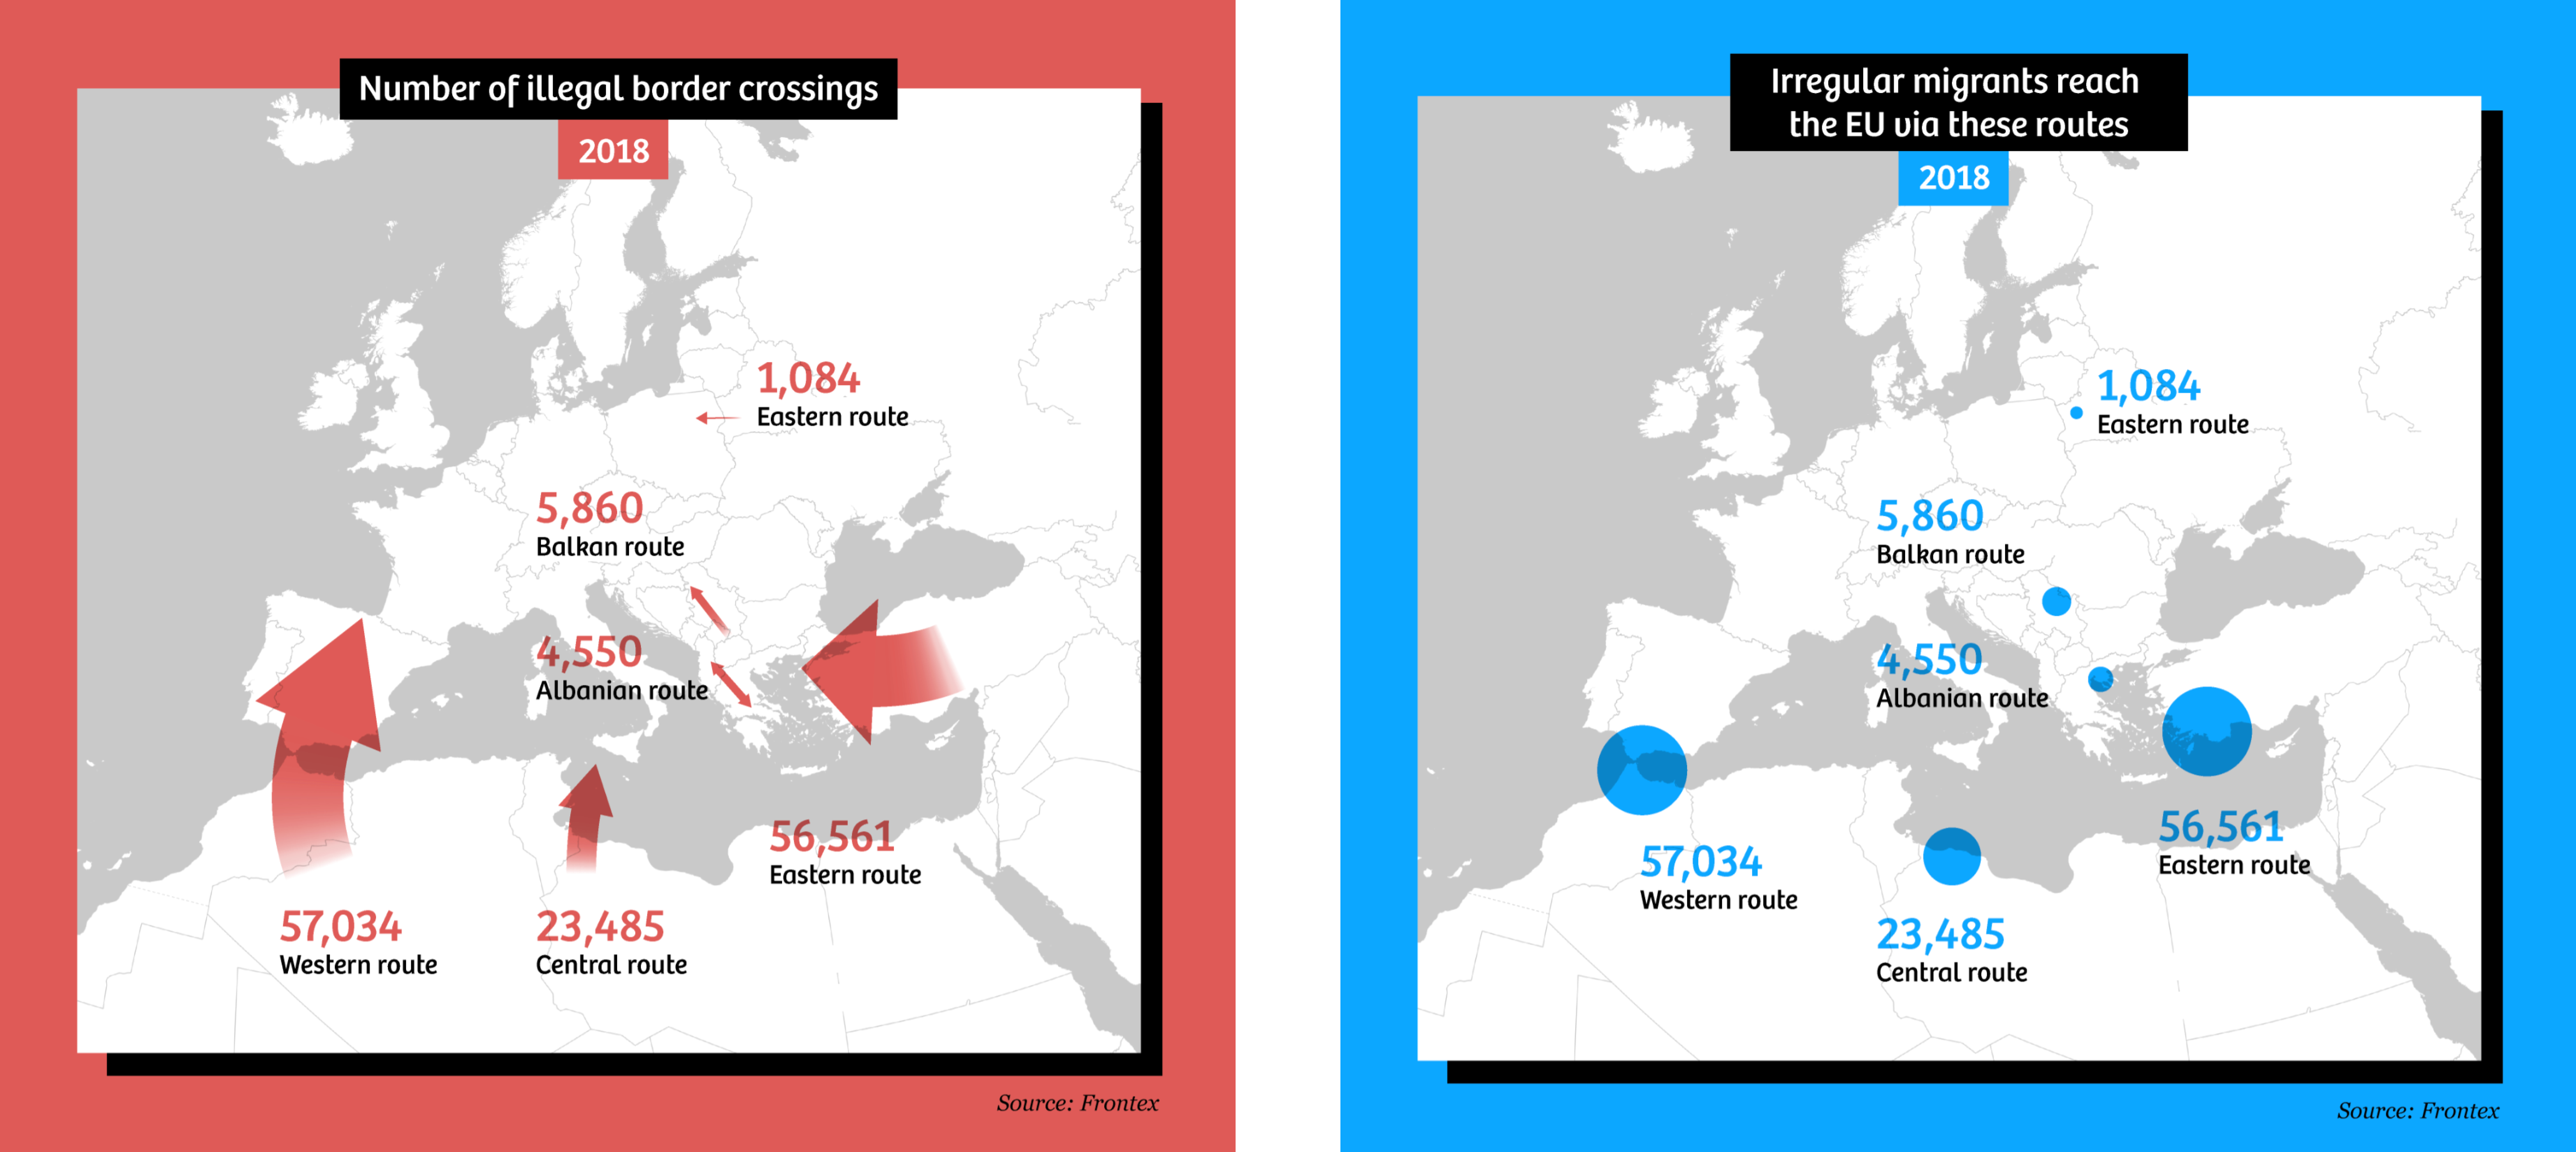 Number of illegal border crossings
2018
1,084
Eastern route
5,860
Balkan route
4,550
Albanian route
56,561
Eastern route
57,034
Western route
23,485
Central route
Source: Frontex
Irregular migrants reach
the EU via these routes
2018
1,084
Eastern route
5,860
Balkan route
4,550
Albanian route
56,561
Eastern route
57,034
Western route
23,485
Central route
Source: Frontex